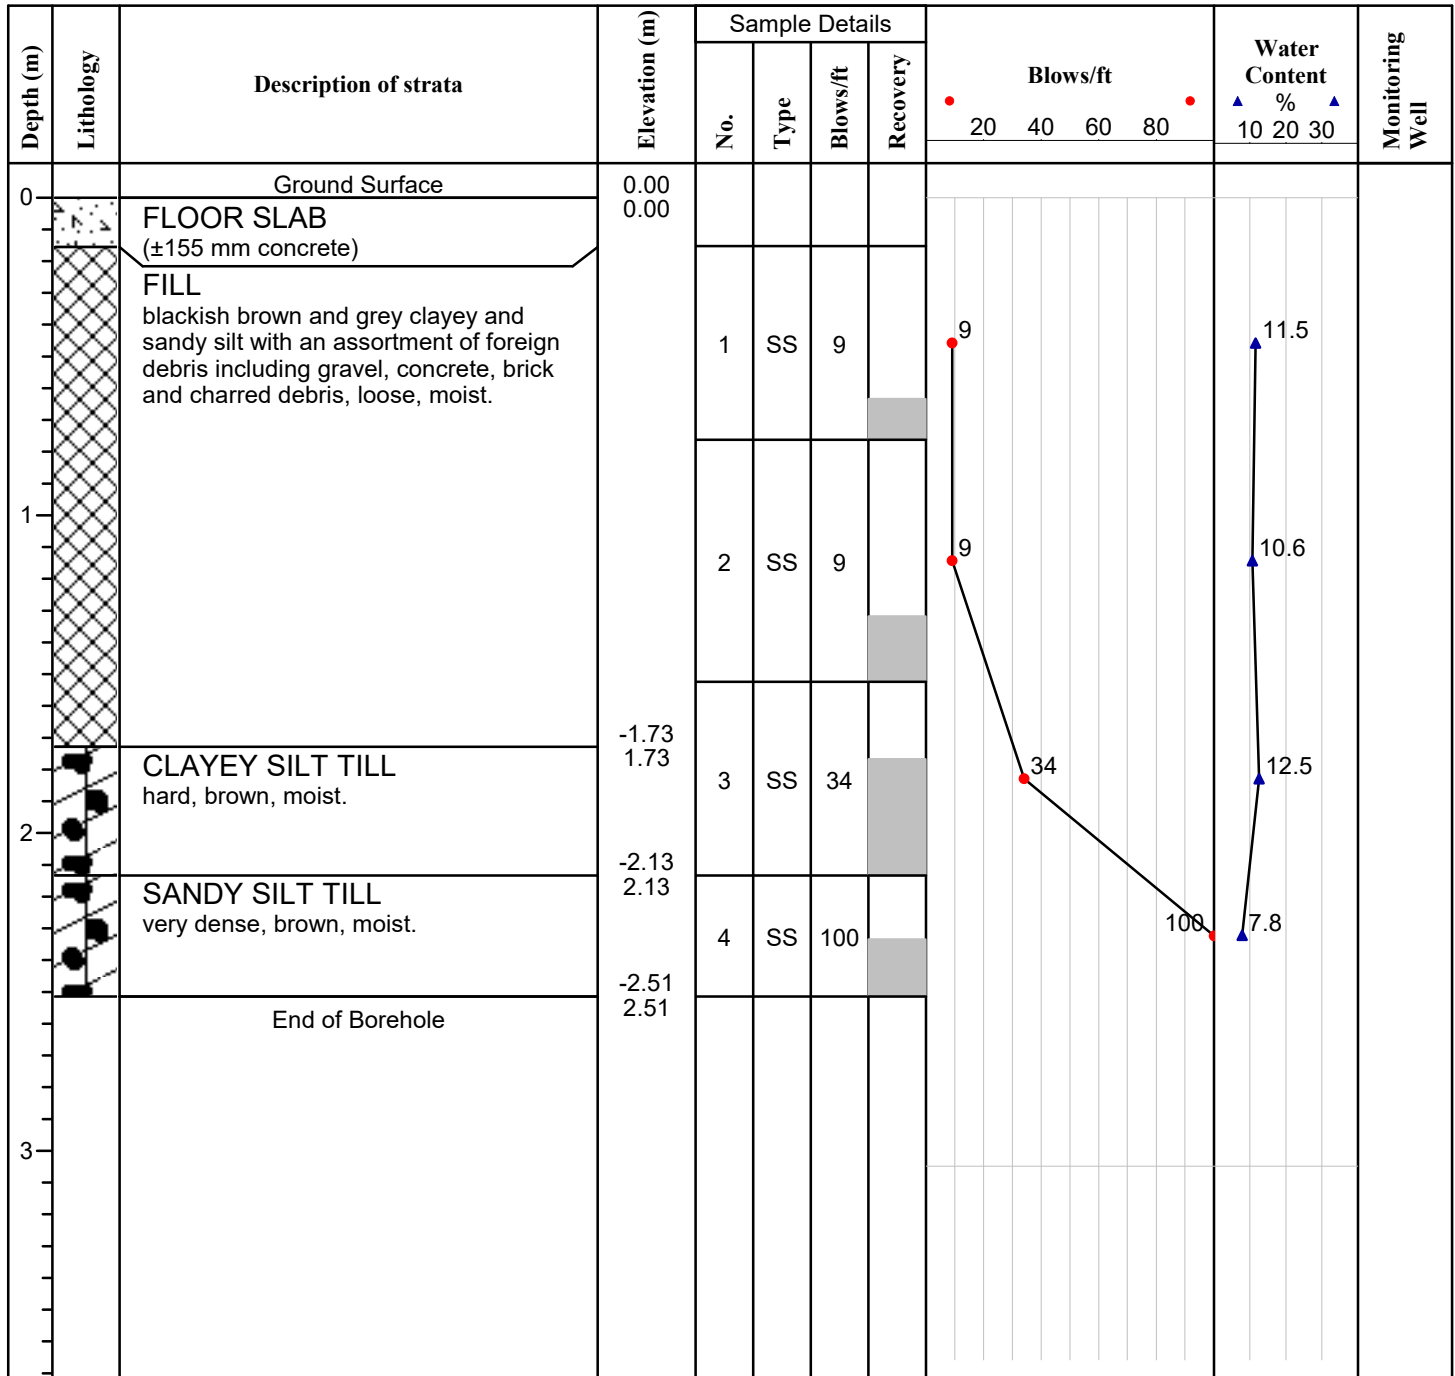 Depth (m)
Lithology
Description of strata
Elevation (m)
Sample Details
No.
Type
Blows/ft
Recovery
Blows/ft
20 40 60 80
Water
Content
%
10 20 30
Monitoring
Well
0
Ground Surface
0.00
0.00
FLOOR SLAB
(±155 mm concrete)
FILL
blackish brown and grey clayey and
sandy silt with an assortment of foreign
debris including gravel, concrete, brick
and charred debris, loose, moist.
1 SS 9
9
11.5
1
2 SS 9
9
10.6
-1.73
1.73
CLAYEY SILT TILL
hard, brown, moist.
3 SS 34
34
12.5
2
-2.13
2.13
SANDY SILT TILL
very dense, brown, moist.
4 SS 100
100
7.8
-2.51
2.51
End of Borehole
3